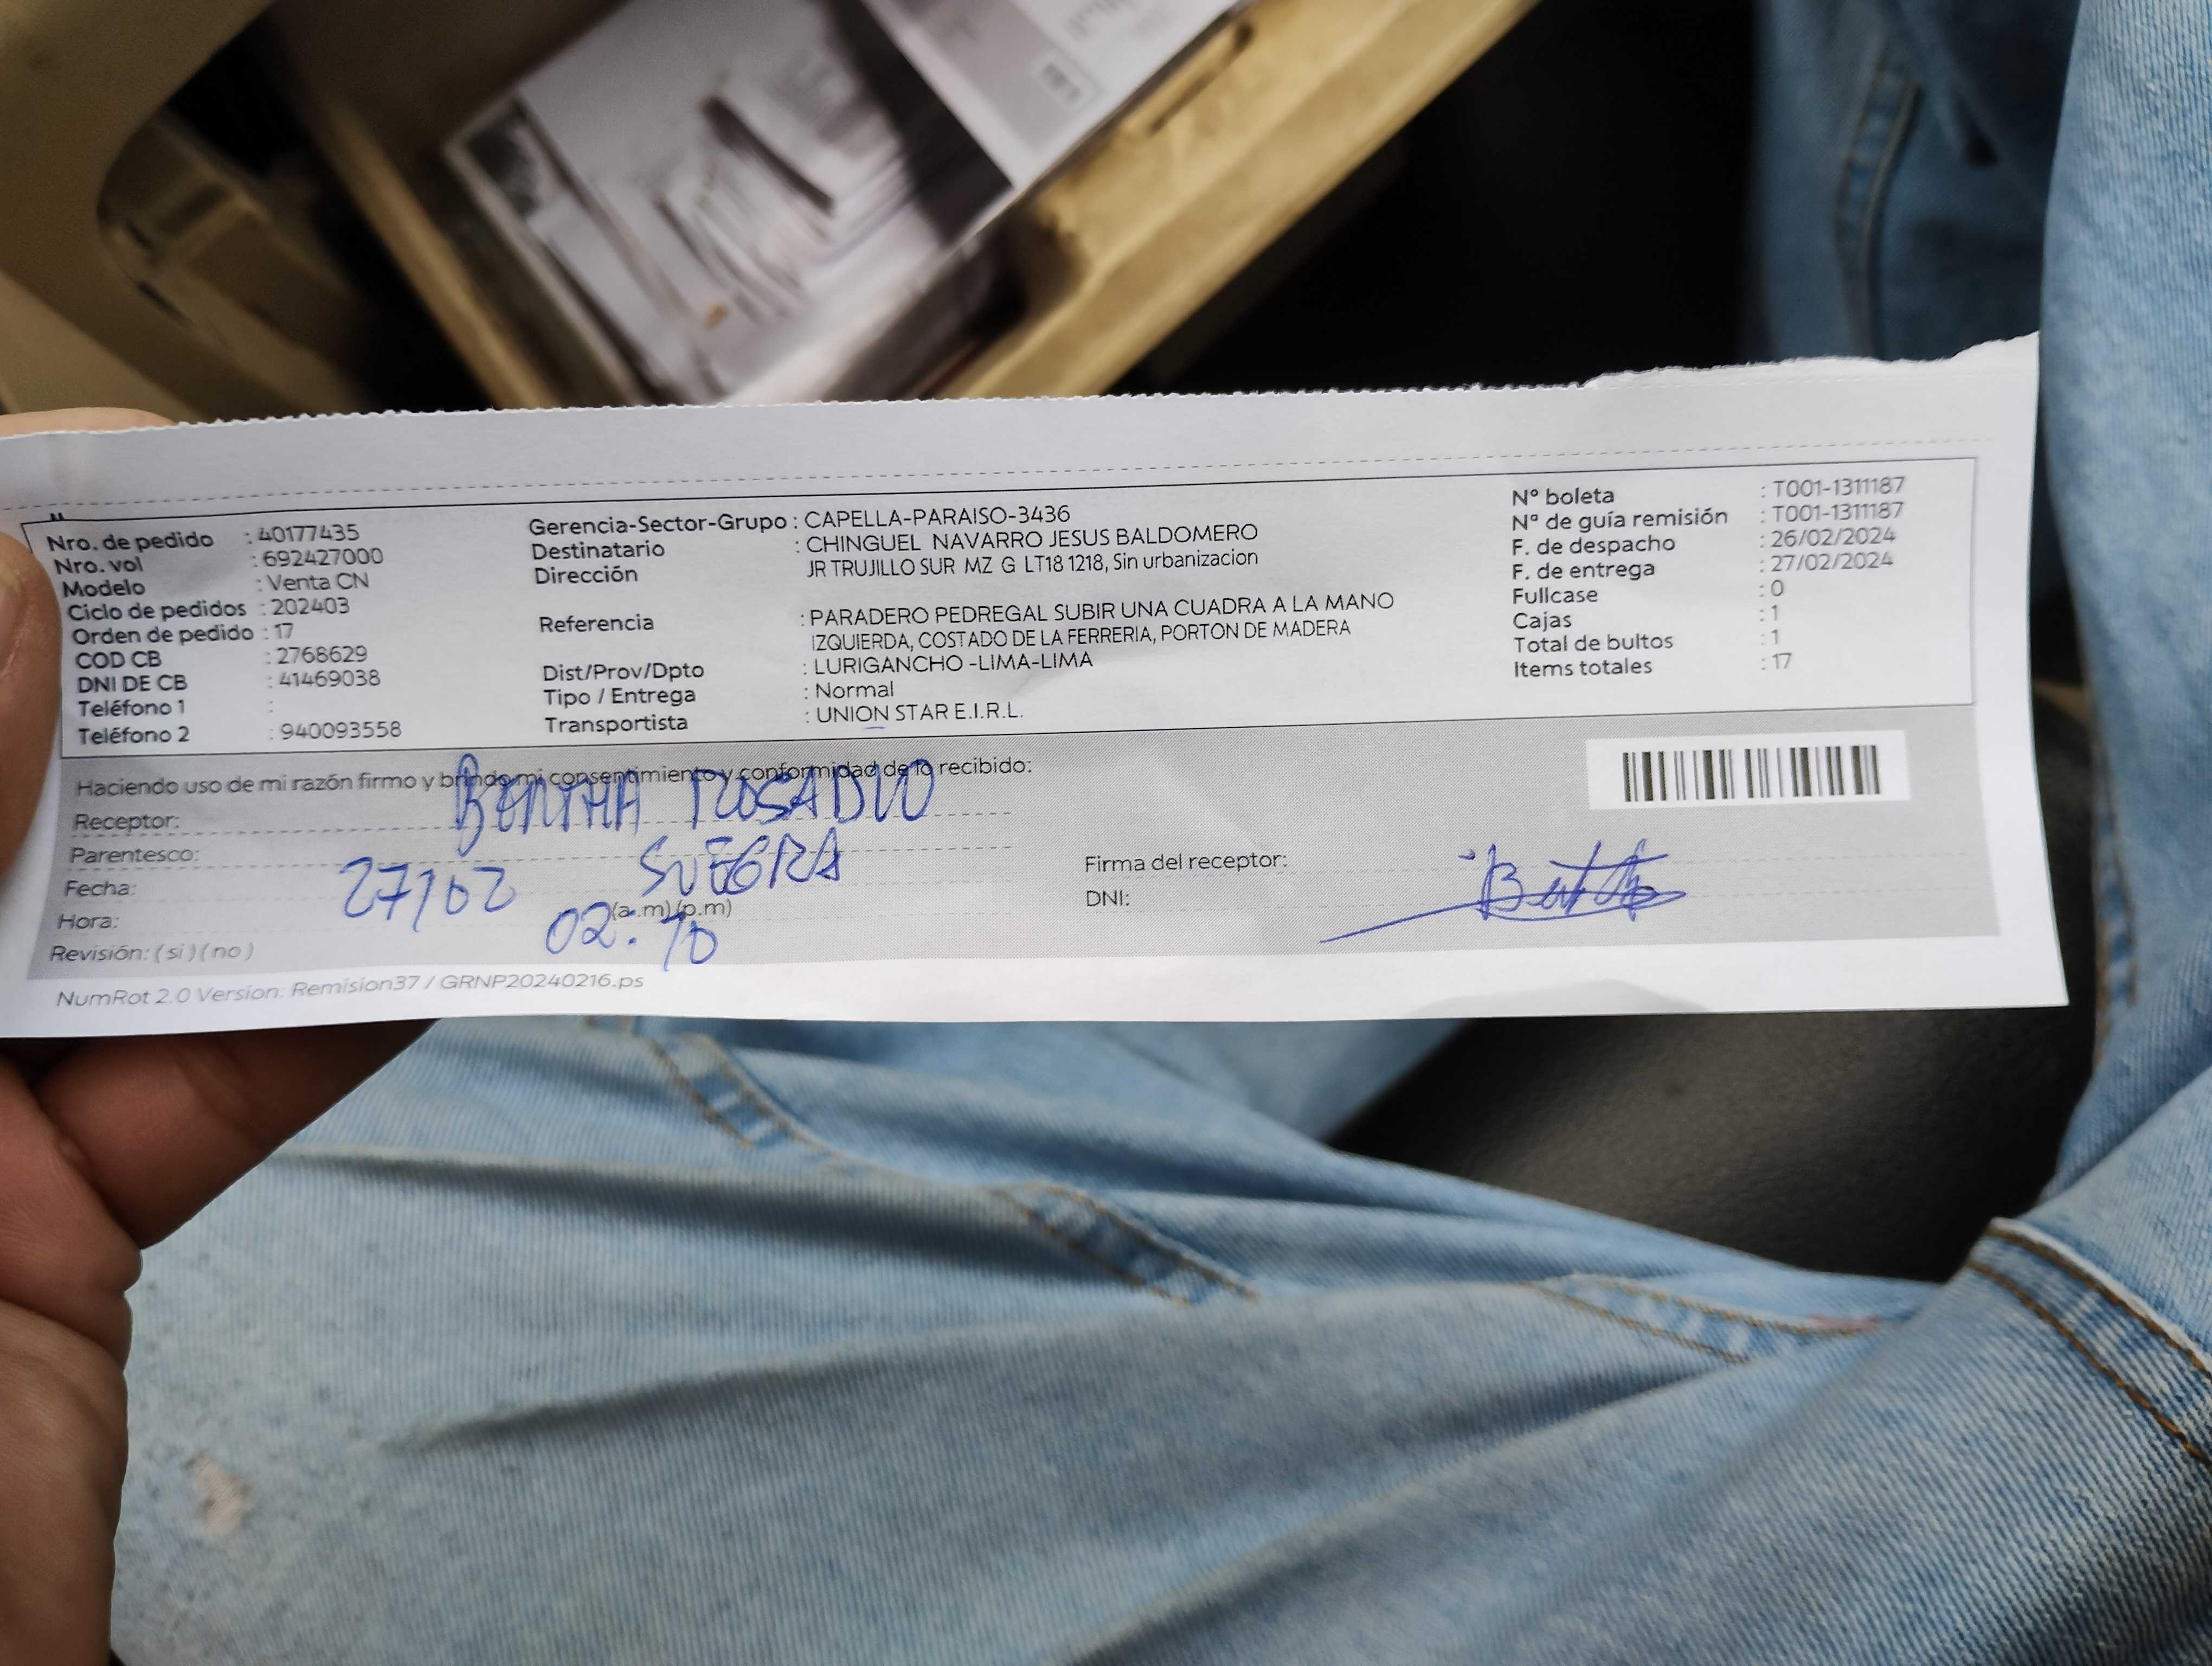 Nro. de pedido : 40177435
Nro. vol : 692427000
Modelo : Venta CN
Ciclo de pedidos : 202403
Orden de pedido : 17
COD CB : 2768629
DNI DE CB : 41469038
Teléfono 1 :
Teléfono 2 : 940093558
Gerencia-Sector-Grupo : CAPELLA-PARAISO-3436
Destinatario : CHINGUEL NAVARRO JESUS BALDOMERO
Dirección JR TRUJILLO SUR MZ G LT18 1218, Sin urbanizacion
Referencia : PARADERO PEDREGAL SUBIR UNA CUADRA A LA MANO
IZQUIERDA, COSTADO DE LA FERRERIA, PORTON DE MADERA
Dist/Prov/Dpto : LURIGANCHO -LIMA-LIMA
Tipo / Entrega : Normal
Transportista : UNION STAR E.I.R.L.
N° boleta : T001-1311187
N° de guía remisión : T001-1311187
F. de despacho : 26/02/2024
F. de entrega : 27/02/2024
Fullcase : 0
Cajas : 1
Total de bultos : 1
Items totales : 17
Haciendo uso de mi razón firmo y brindo mi consentimiento y conformidad de lo recibido:
Receptor: BERTHA
Parentesco: SUEGRA
Fecha: 27/02
Hora: 02: (a.m)(p.m)
Revisión: ( si ) ( no )
Firma del receptor:
DNI:
NumRot 2.0 Version: Remision37 / GRNP20240216.ps